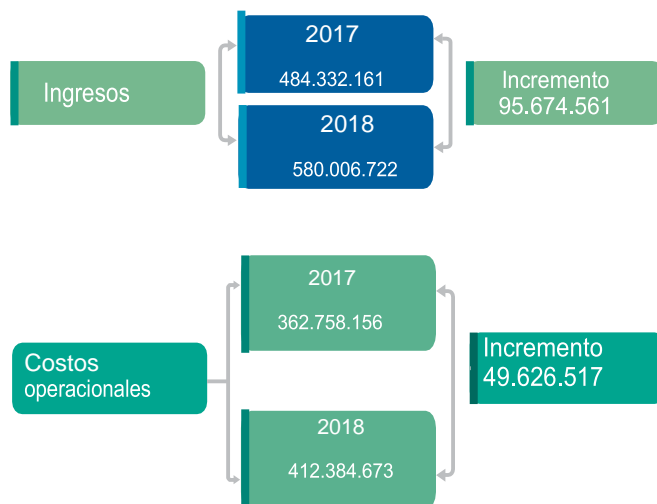 Ingresos
2017
484.332.161
2018
580.006.722
Incremento
95.674.561
Costos
operacionales
2017
362.758.156
2018
412.384.673
Incremento
49.626.517